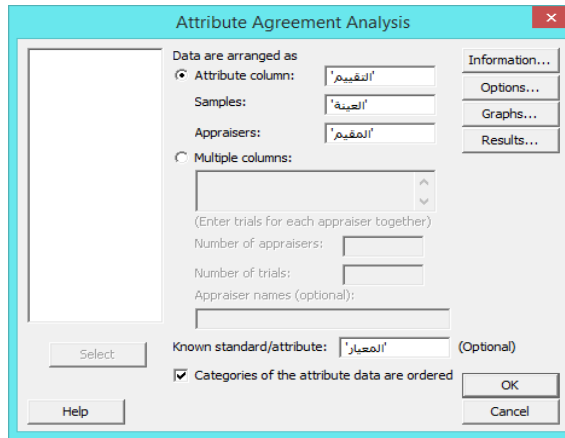 Attribute Agreement Analysis
Data are arranged as
Attribute column: 'التقييم'
Samples: 'العينة'
Appraisers: 'المقيم'
Multiple columns:
(Enter trials for each appraiser together)
Number of appraisers:
Number of trials:
Appraiser names (optional):
Known standard/attribute: 'المعيار' (Optional)
Categories of the attribute data are ordered
Information...
Options...
Graphs...
Results...
Select
Help
OK
Cancel